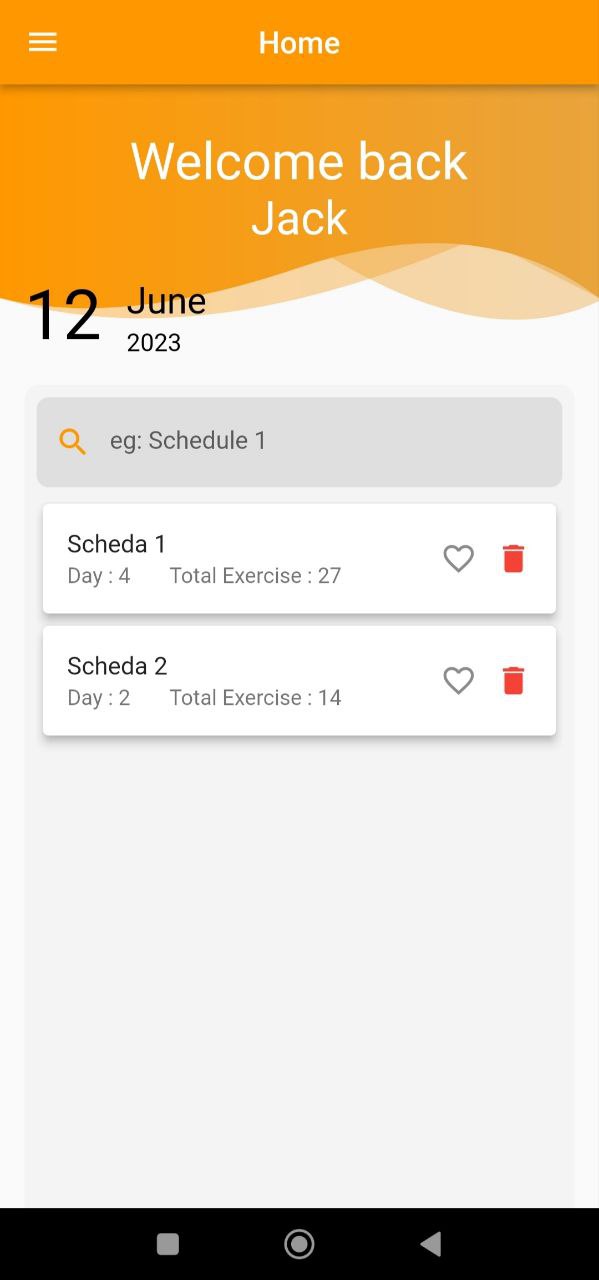 Home
Welcome back
Jack
12
June
2023
eg: Schedule 1
Scheda 1
Day : 4 Total Exercise : 27
Scheda 2
Day : 2 Total Exercise : 14